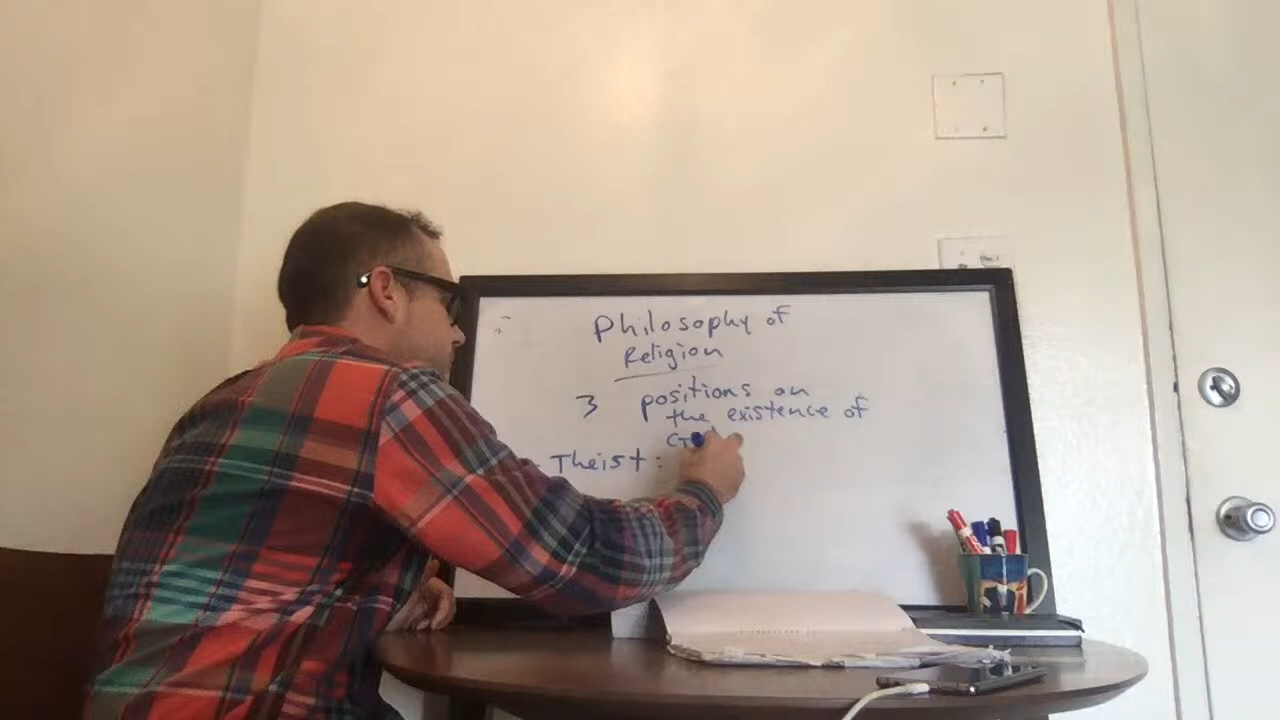 Philosophy of
Religion
3 positions on
the existence of
Theist: